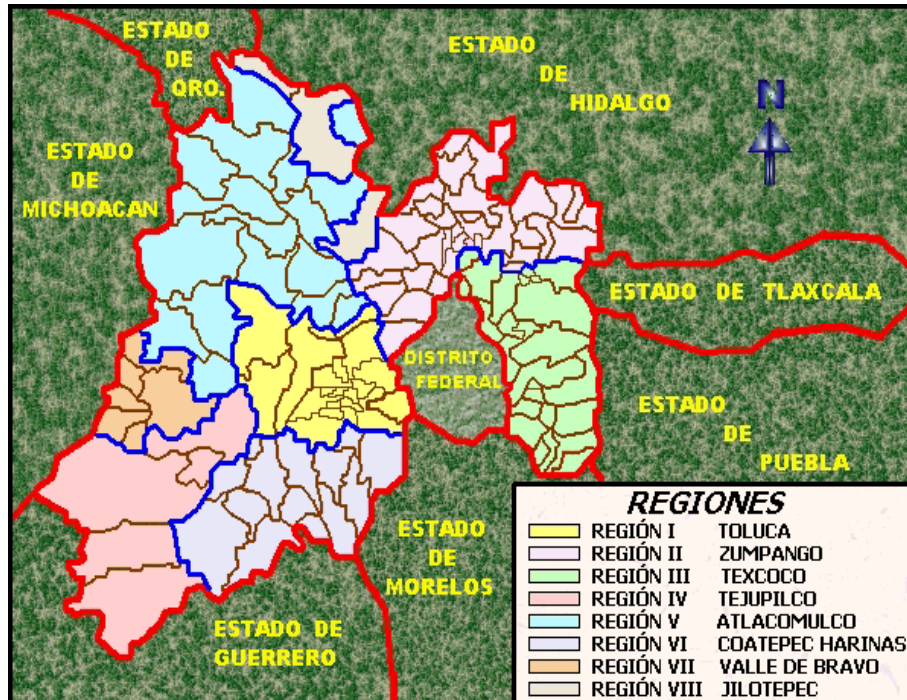 ESTADO
DE
QRO.
ESTADO
DE
HIDALGO
N
ESTADO
DE
MICHOACAN
ESTADO DE TLAXCALA
DISTRITO
FEDERAL
ESTADO
DE
PUEBLA
ESTADO
DE
MORELOS
ESTADO DE
GUERRERO
REGIONES
REGIÓN I TOLUCA
REGIÓN II ZUMPANGO
REGIÓN III TEXCOCO
REGIÓN IV TEJUPILCO
REGIÓN V ATLACOMULCO
REGIÓN VI COATEPEC HARINAS
REGIÓN VII VALLE DE BRAVO
REGIÓN VIII JILOTEPEC